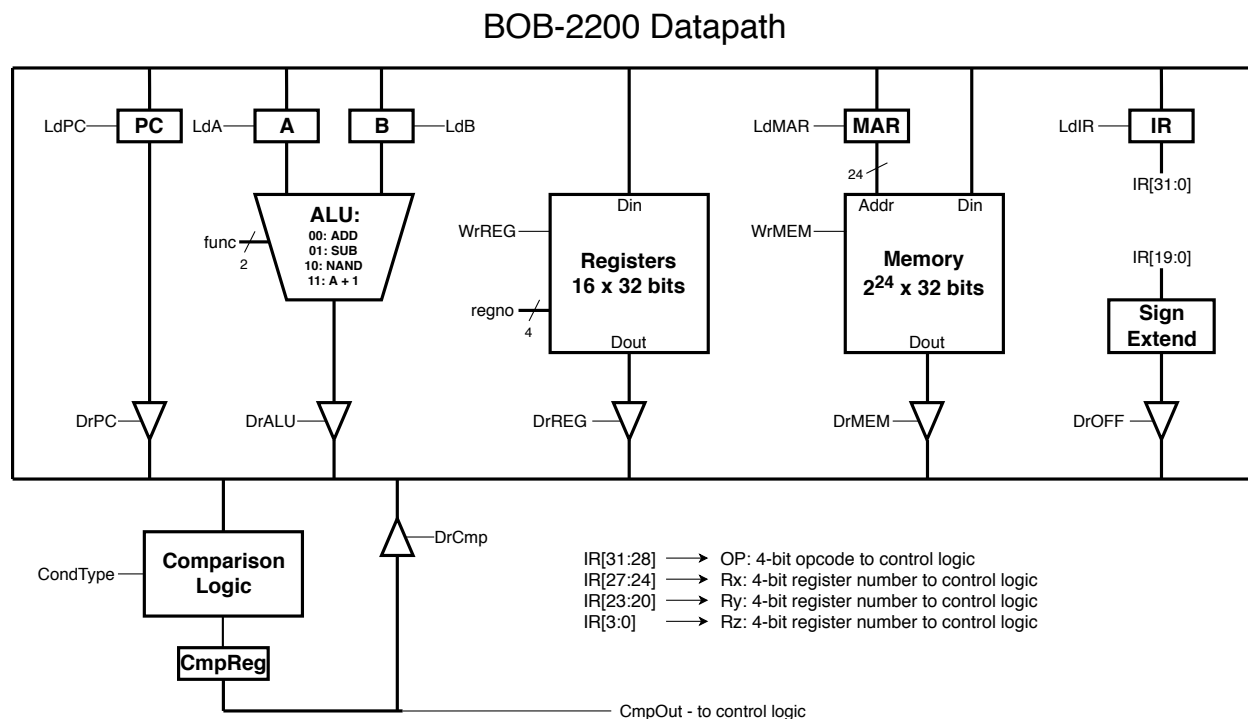 BOB-2200 Datapath
LdPC
PC
LdA
A
B
LdB
LdMAR
MAR
LdIR
IR
24
IR[31:0]
ALU:
00: ADD
01: SUB
10: NAND
11: A + 1
func
2
Din
WrREG
Registers
16 x 32 bits
regno
4
Dout
Addr
Din
WrMEM
Memory
2²⁴ x 32 bits
Dout
IR[19:0]
Sign
Extend
DrPC
DrALU
DrREG
DrMEM
DrOFF
CondType
Comparison
Logic
DrCmp
CmpReg
IR[31:28] → OP: 4-bit opcode to control logic
IR[27:24] → Rx: 4-bit register number to control logic
IR[23:20] → Ry: 4-bit register number to control logic
IR[3:0] → Rz: 4-bit register number to control logic
CmpOut - to control logic